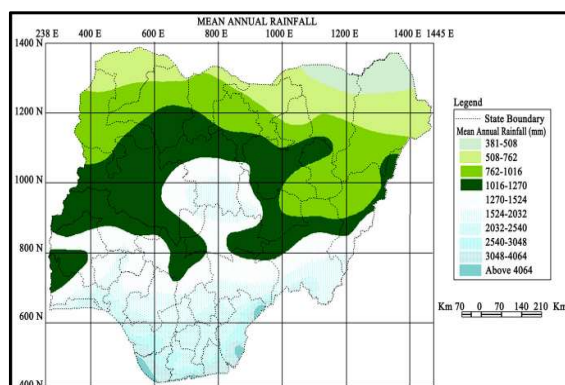 MEAN ANNUAL RAINFALL
238 E 400 E 600 E 800 E 1000 E 1200 E 1400 E 1445 E
1400 N
1200 N
1000 N
800 N
600 N
400 N
Legend
State Boundary
Mean Annual Rainfall (mm)
381-508
508-762
762-1016
1016-1270
1270-1524
1524-2032
2032-2540
2540-3048
3048-4064
Above 4064
Km 70 0 70 140 210 Km